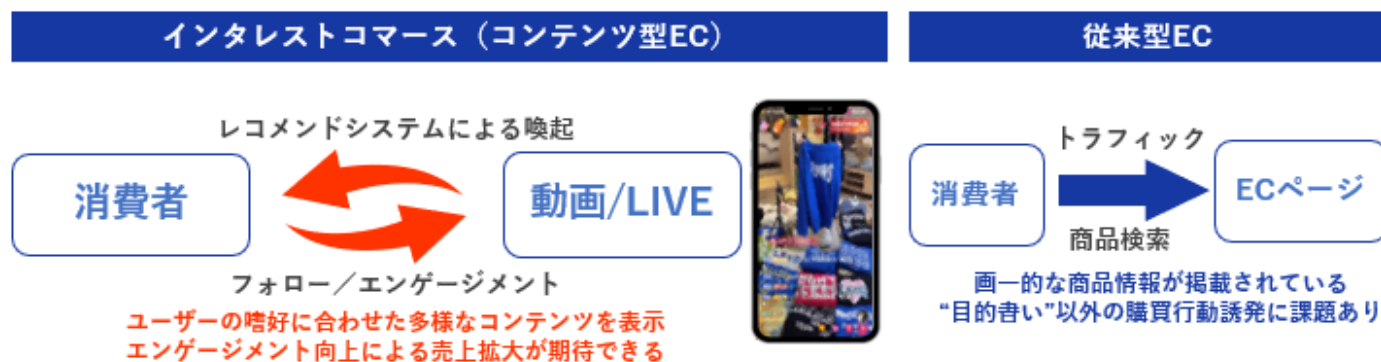 インタレストコマース（コンテンツ型EC）
レコメンドシステムによる喚起
消費者
動画/LIVE
フォロー／エンゲージメント
ユーザーの嗜好に合わせた多様なコンテンツを表示
エンゲージメント向上による売上拡大が期待できる
従来型EC
トラフィック
消費者
ECページ
商品検索
画一的な商品情報が掲載されている
“目的書い”以外の購買行動誘発に課題あり